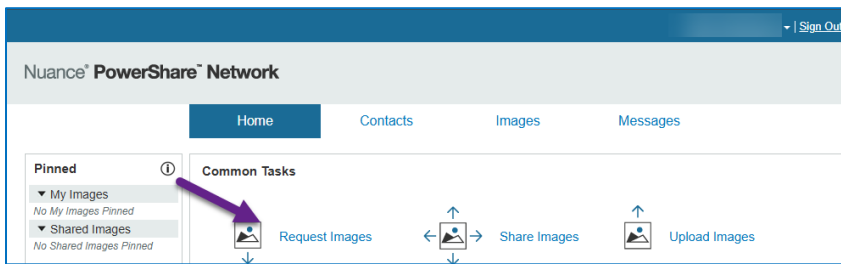 ▾ | Sign Out
Nuance® PowerShare™ Network
Home Contacts Images Messages
Pinned
▼ My Images
No My Images Pinned
▼ Shared Images
No Shared Images Pinned
Common Tasks
Request Images Share Images Upload Images